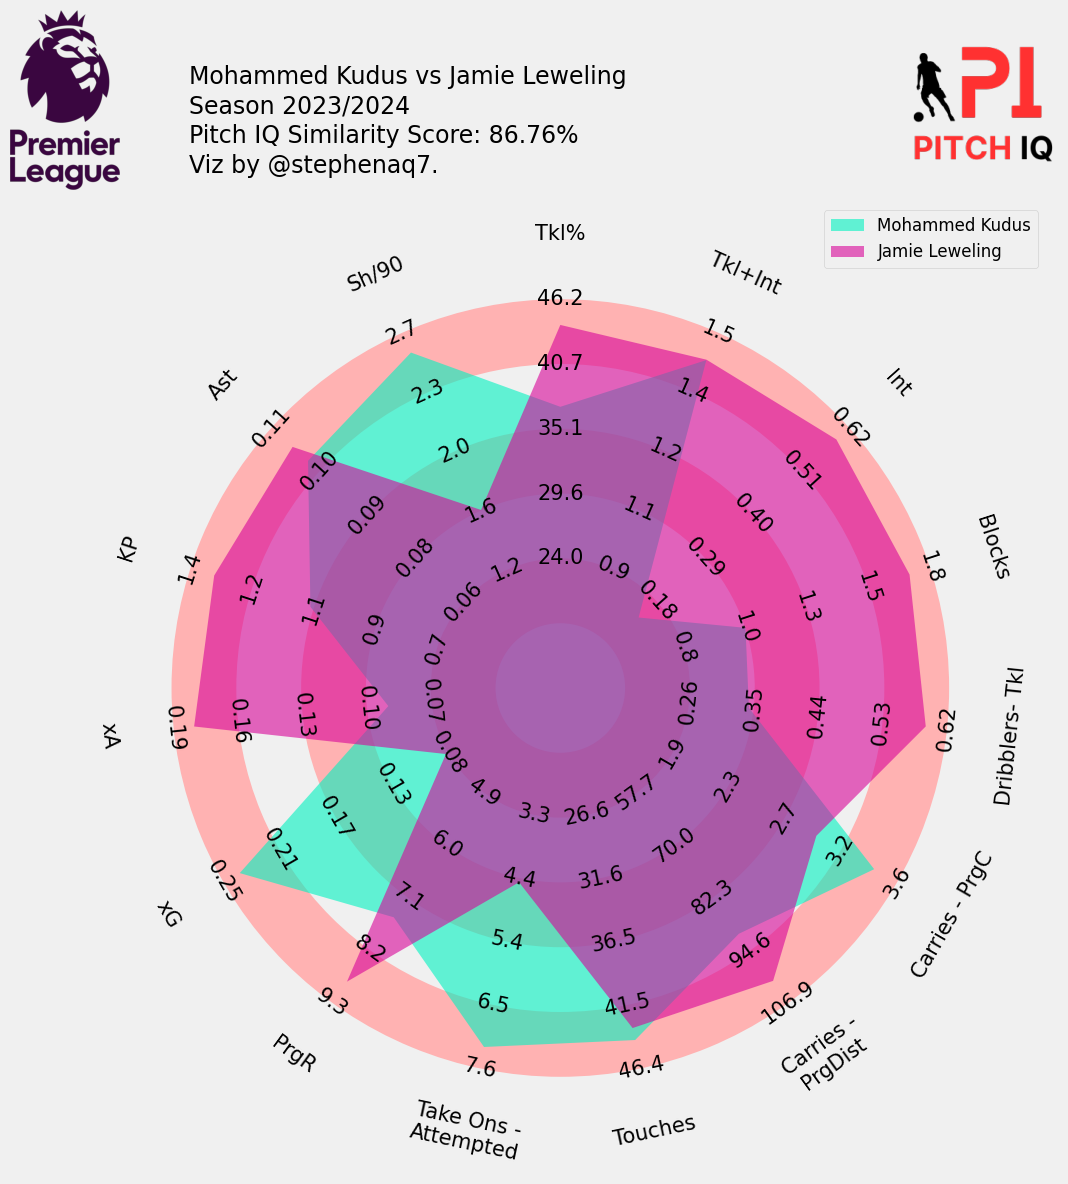 Premier
League
Mohammed Kudus vs Jamie Leweling
Season 2023/2024
Pitch IQ Similarity Score: 86.76%
Viz by @stephenaq7.
PI
PITCH IQ
Mohammed Kudus
Jamie Leweling
Tkl%
46.2
40.7
35.1
29.6
24.0
Tkl+Int
1.5
1.4
1.2
1.1
0.9
Int
0.62
0.51
0.40
0.29
0.18
Blocks
1.8
1.5
1.3
1.0
0.8
Dribblers- Tkl
0.62
0.53
0.44
0.35
0.26
Carries - PrgC
3.6
3.2
2.7
2.3
1.9
Carries -
PrgDist
106.9
94.6
82.3
70.0
57.7
Touches
46.4
41.5
36.5
31.6
26.6
Take Ons -
Attempted
7.6
6.5
5.4
4.4
3.3
PrgR
9.3
8.2
7.1
6.0
4.9
xG
0.25
0.21
0.17
0.13
0.08
xA
0.19
0.16
0.13
0.10
0.07
KP
1.4
1.2
1.1
0.9
0.7
Ast
0.11
0.10
0.09
0.08
0.06
Sh/90
2.7
2.3
2.0
1.6
1.2